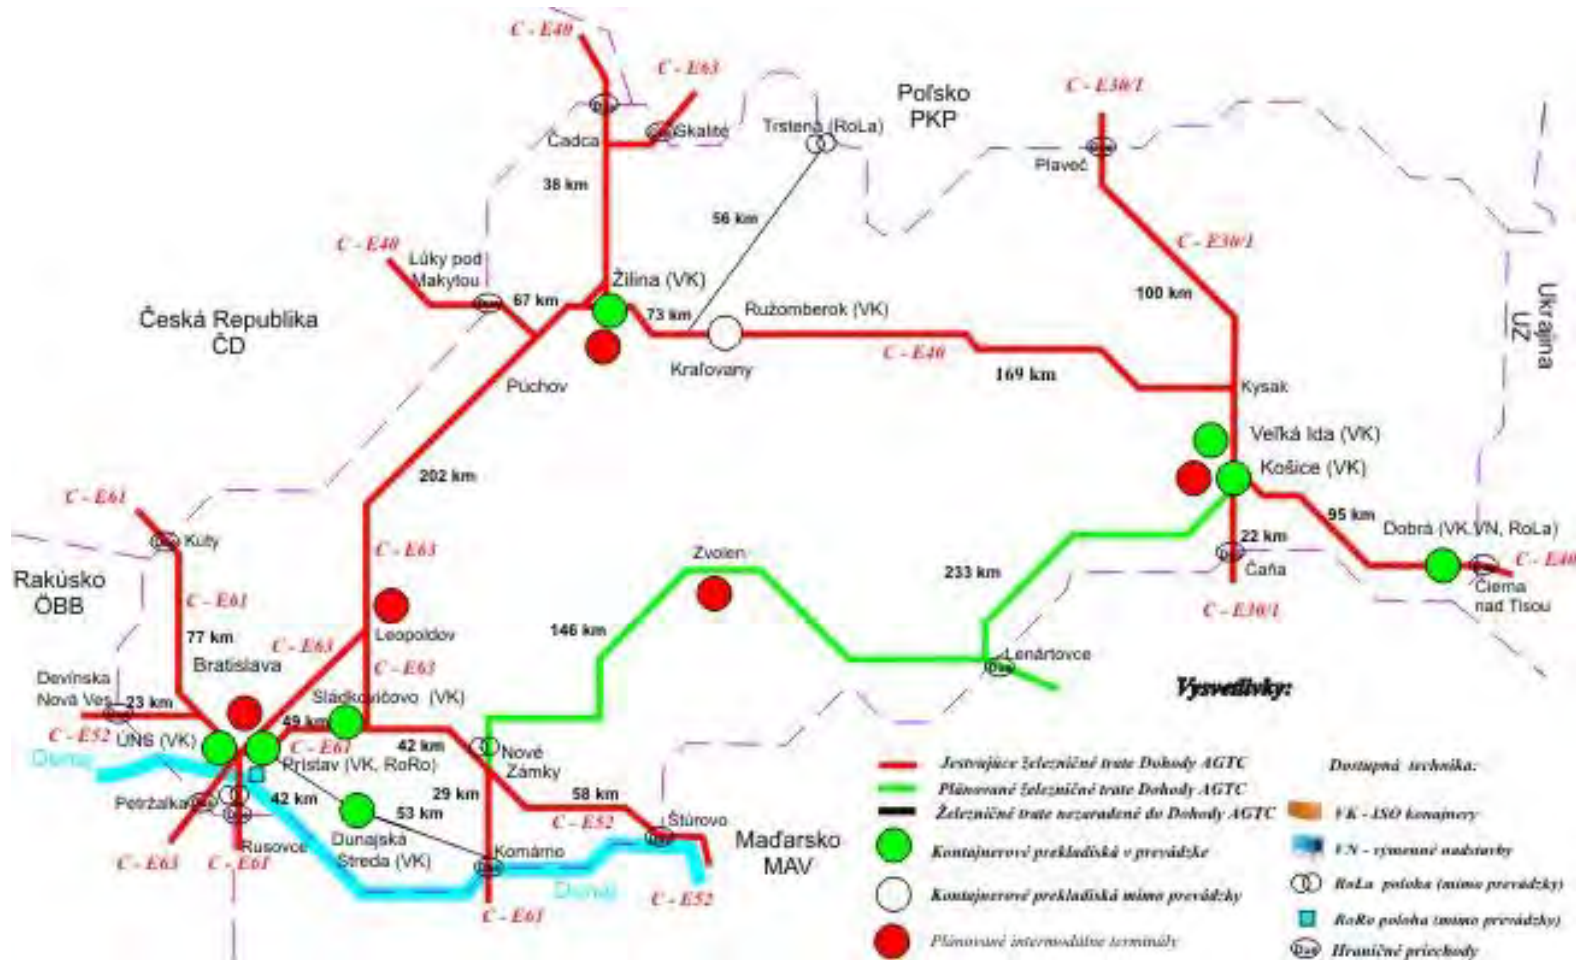 C - E40
C - E63
Poľsko
PKP
C - E30/1
Skalité
Trstená (RoLa)
Čadca
Plaveč
38 km
56 km
C - E40
C - E30/1
Lúky pod
Makytou
Žilina (VK)
67 km
100 km
Ukrajina
UZ
Česká Republika
ČD
73 km
Ružomberok (VK)
C - E40
Kraľovany
169 km
Púchov
Kysak
Veľká Ida (VK)
Košice (VK)
202 km
C - E61
95 km
Dobrá (VK,VN, RoLa)
Kúty
C - E63
22 km
Zvolen
Čaňa
C - E40
Rakúsko
ÖBB
233 km
Čierna
nad Tisou
C - E61
C - E30/1
77 km
C - E63
Leopoldov
146 km
Bratislava
C - E63
Lenártovce
Devínska
Nová Ves
23 km
Sládkovičovo (VK)
Vysvetlivky:
49 km
C - E52
ÚNS (VK)
C - E61
42 km
Nové
Zámky
Dunaj
Prístav (VK, RoRo)
Jestvujúce železničné trate Dohody AGTC
Dostupná technika:
Petržalka
42 km
29 km
58 km
Plánované železničné trate Dohody AGTC
53 km
C - E52
Železničné trate nezaradené do Dohody AGTC
VK - ISO konajnery
Rusovce
Dunajská
Streda (VK)
Štúrovo
Maďarsko
MAV
Kontajnerové prekladiská v prevádzke
VN - výmenné nadstavby
C - E63
C - E61
Komárno
Dunaj
RoLa poloha (mimo prevádzky)
C - E52
Kontajnerové prekladiská mimo prevádzky
C - E61
RoRo poloha (mimo prevádzky)
Plánované intermodálne terminály
Hraničné priechody